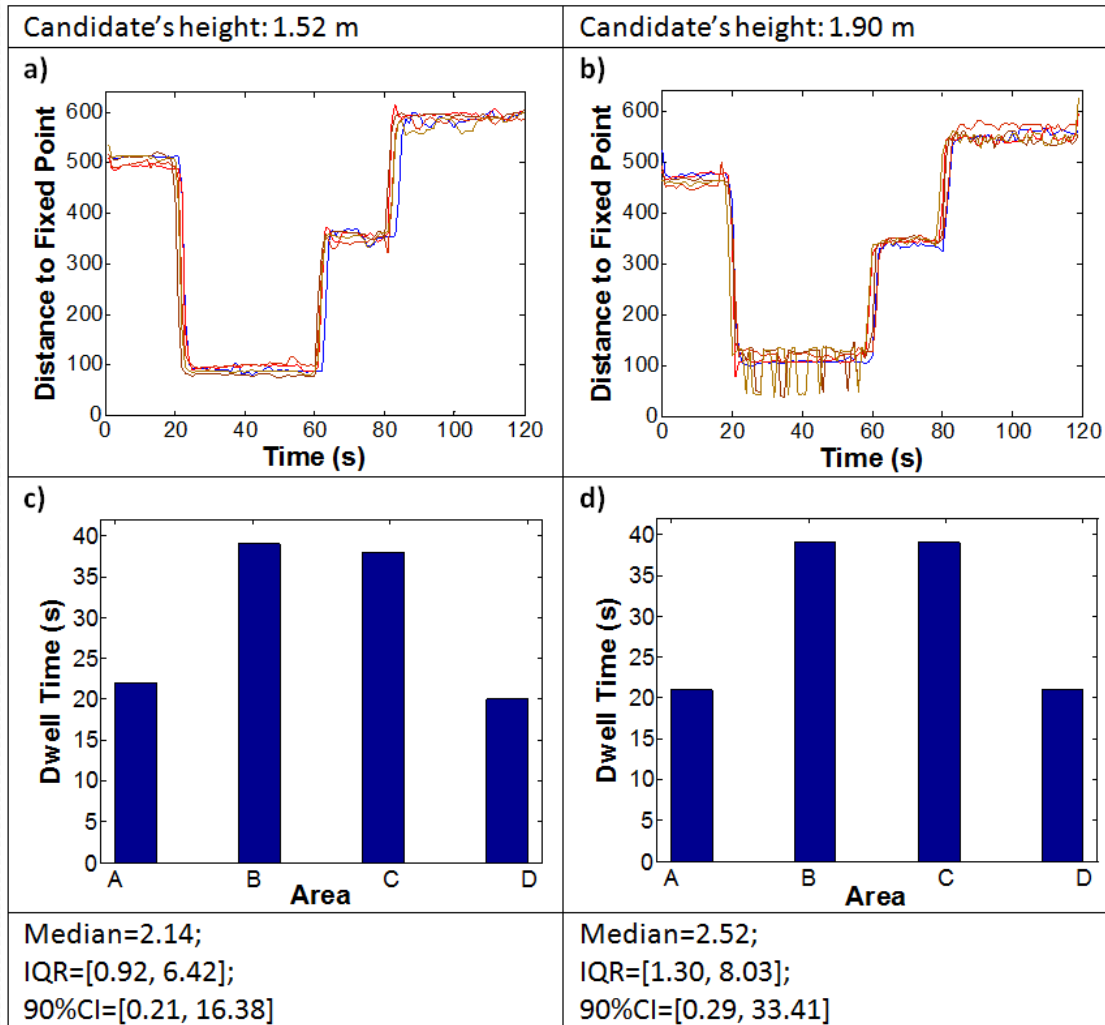 Candidate's height: 1.52 m
Candidate's height: 1.90 m
a)
600
500
400
300
200
100
0
Distance to Fixed Point
0 20 40 60 80 100 120
Time (s)
b)
600
500
400
300
200
100
0
Distance to Fixed Point
0 20 40 60 80 100 120
Time (s)
c)
40
35
30
25
20
15
10
5
0
Dwell Time (s)
A B C D
Area
d)
40
35
30
25
20
15
10
5
0
Dwell Time (s)
A B C D
Area
Median=2.14;
IQR=[0.92, 6.42];
90%CI=[0.21, 16.38]
Median=2.52;
IQR=[1.30, 8.03];
90%CI=[0.29, 33.41]